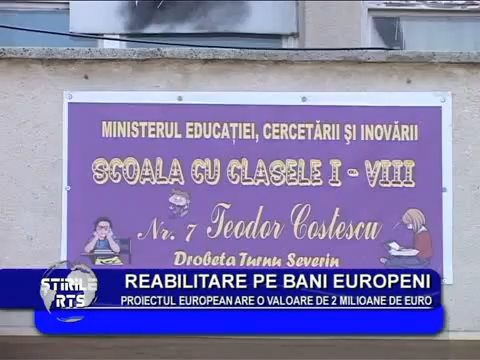 MINISTERUL EDUCAȚIEI, CERCETĂRII ŞI INOVĂRII
SCOALA CU CLASELE I - VIII
Nr. 7 Teodor Costescu
Drobeta Turnu Severin
REABILITARE PE BANI EUROPENI
PROIECTUL EUROPEAN ARE O VALOARE DE 2 MILIOANE DE EURO
STIRILE
RTS